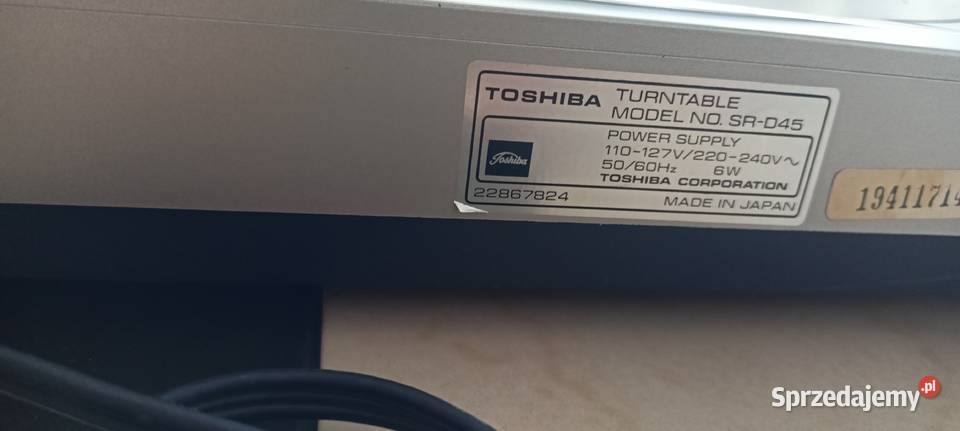 TOSHIBA TURNTABLE
MODEL NO. SR-D45
POWER SUPPLY
110-127V/220-240V~
50/60Hz 6W
Toshiba
TOSHIBA CORPORATION
22867824
MADE IN JAPAN
Sprzedajemy.pl